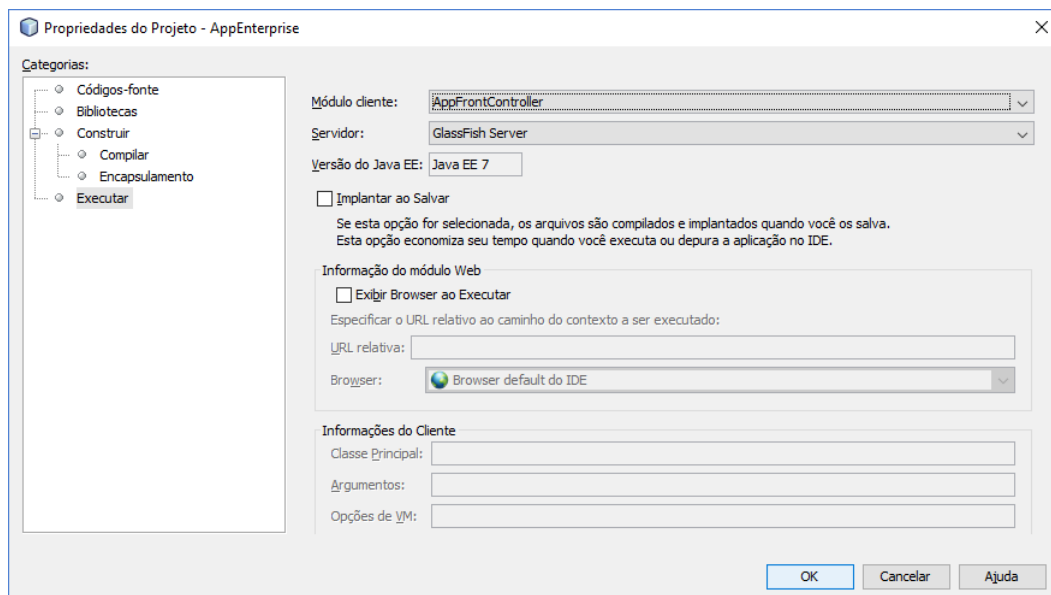 Propriedades do Projeto - AppEnterprise
Categorias:
Códigos-fonte
Bibliotecas
Construir
Compilar
Encapsulamento
Executar
Módulo cliente: AppFrontController
Servidor: GlassFish Server
Versão do Java EE: Java EE 7
Implantar ao Salvar
Se esta opção for selecionada, os arquivos são compilados e implantados quando você os salva.
Esta opção economiza seu tempo quando você executa ou depura a aplicação no IDE.
Informação do módulo Web
Exibir Browser ao Executar
Especificar o URL relativo ao caminho do contexto a ser executado:
URL relativa:
Browser: Browser default do IDE
Informações do Cliente
Classe Principal:
Argumentos:
Opções de VM:
OK Cancelar Ajuda